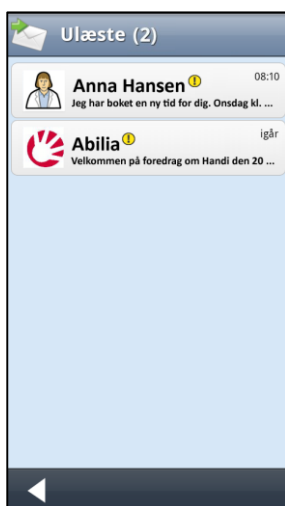 Ulæste (2)
Anna Hansen
08:10
Jeg har boket en ny tid for dig. Onsdag kl. ...
Abilia
igår
Velkommen på foredrag om Handi den 20 ...